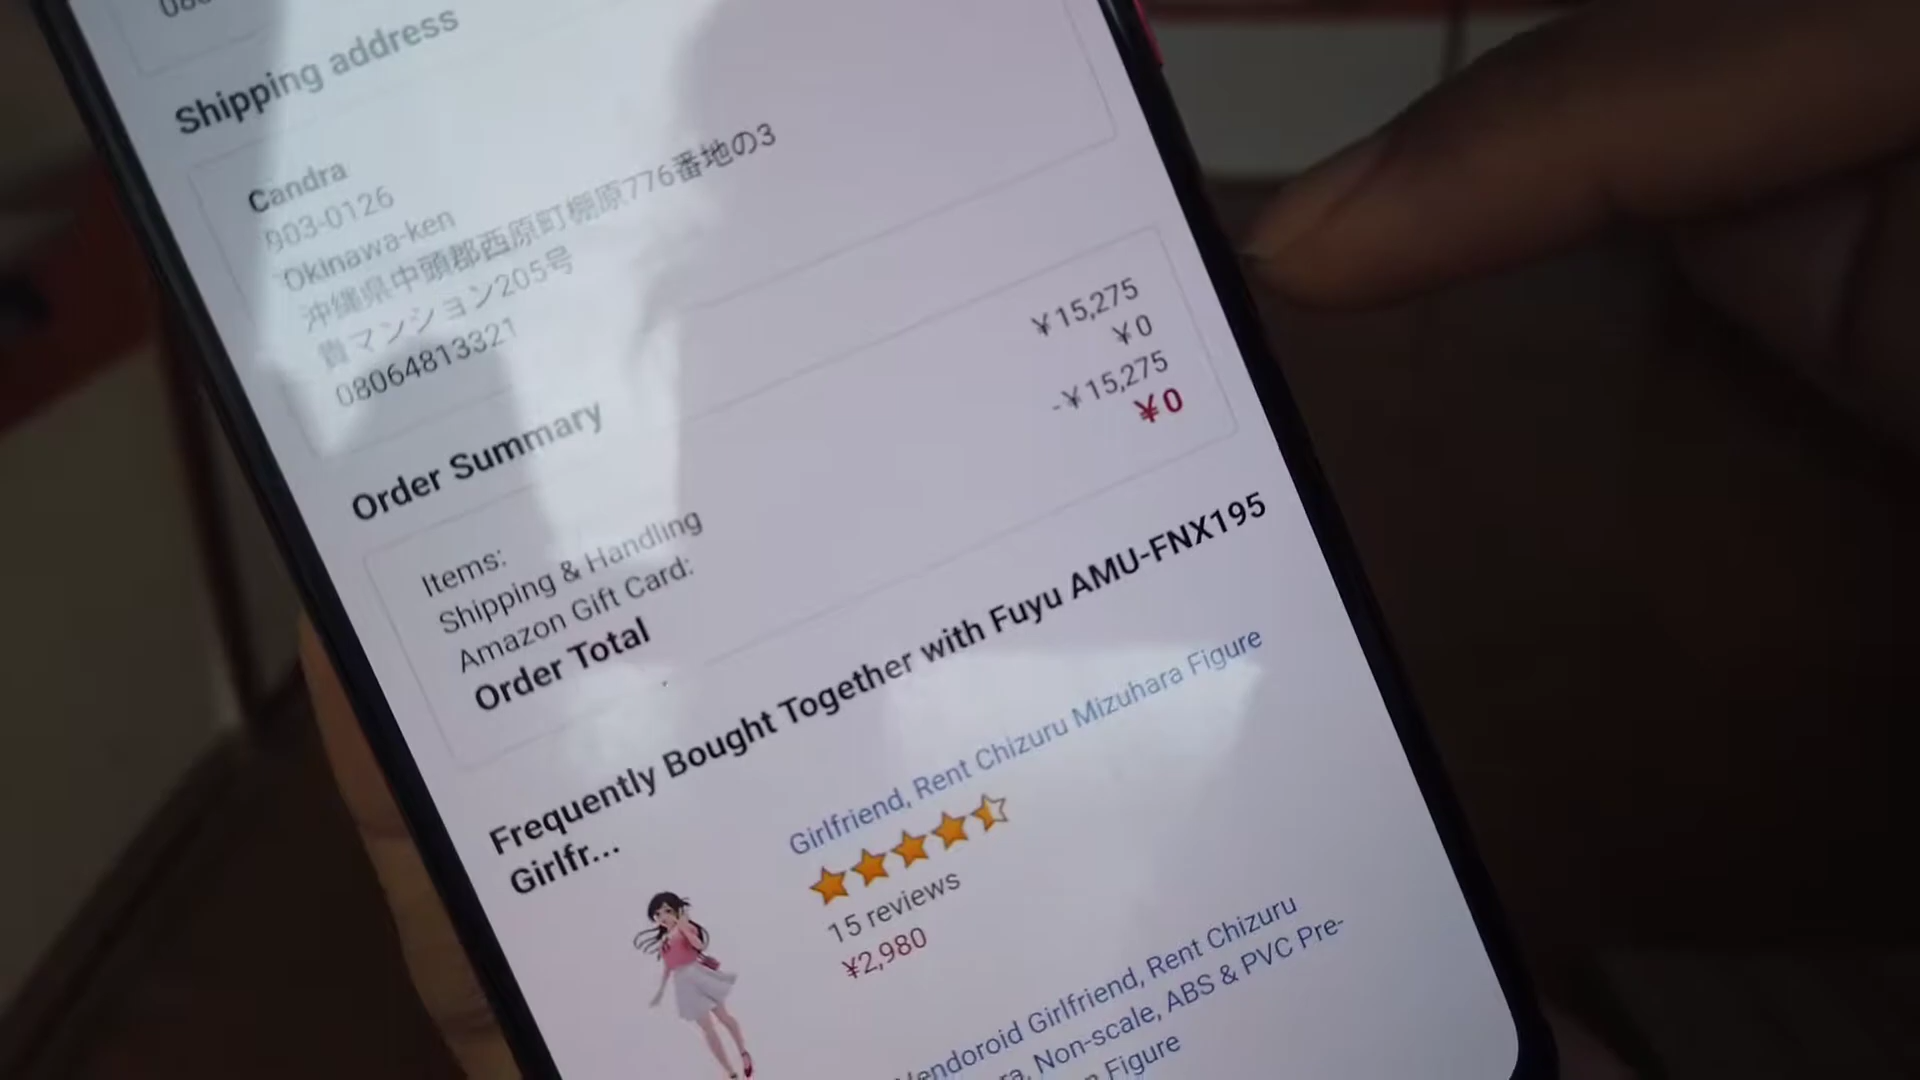 Shipping address
Candra
903-0126
Okinawa-ken
沖縄県中頭郡西原町棚原776番地の3
貴マンション205号
08064813321
Order Summary
Items: ¥15,275
Shipping & Handling ¥0
Amazon Gift Card: -¥15,275
Order Total ¥0
Frequently Bought Together with Fuyu AMU-FNX195
Girlfr...
Girlfriend, Rent Chizuru Mizuhara Figure
15 reviews
¥2,980
Girlfriend, Rent Chizuru
Non-scale, ABS & PVC Pre-
Figure